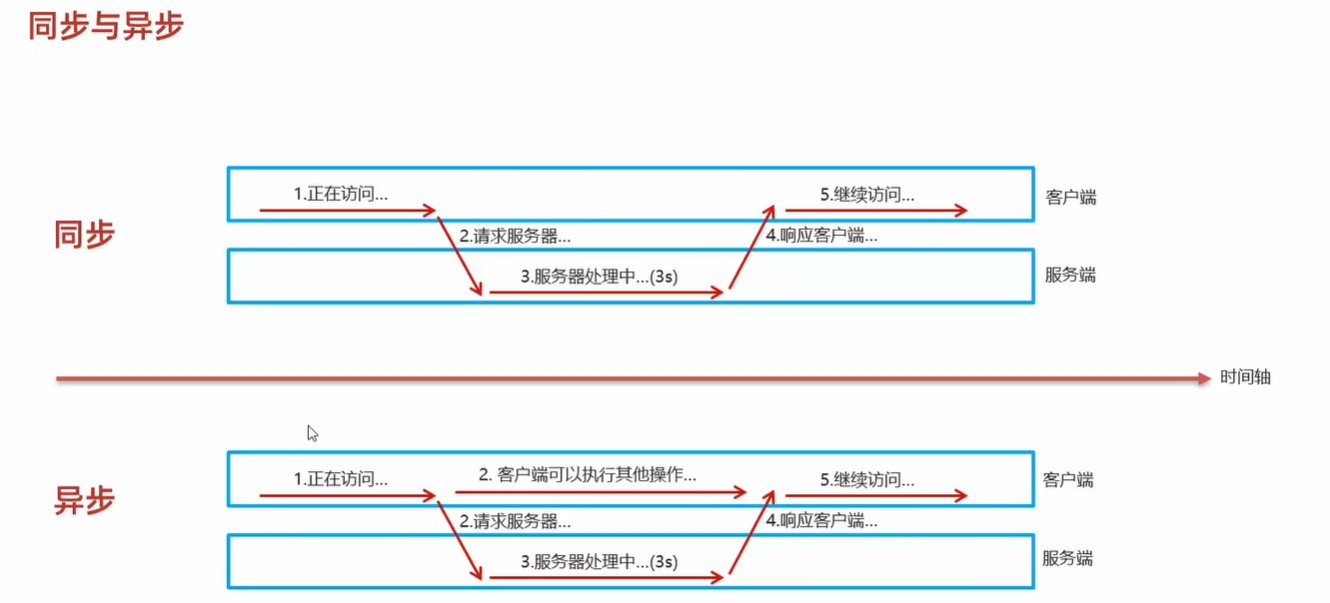 同步与异步
1.正在访问...
5.继续访问...
客户端
同步
2.请求服务器...
4.响应客户端...
3.服务器处理中...(3s)
服务端
时间轴
1.正在访问...
2. 客户端可以执行其他操作...
5.继续访问...
客户端
异步
2.请求服务器...
4.响应客户端...
3.服务器处理中...(3s)
服务端